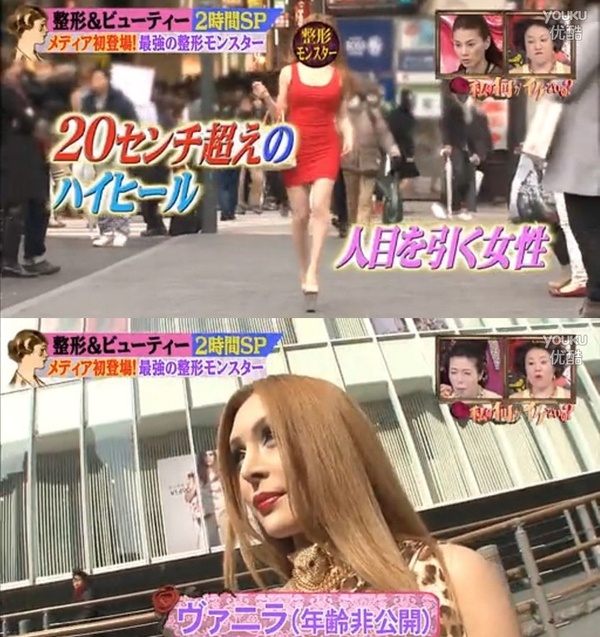 整形&ビューティー 2時間SP
メディア初登場!最強の整形モンスター
整形
モンスター
YOUKU
优酷
20センチ超えの
ハイヒール
人目を引く女性
整形&ビューティー 2時間SP
メディア初登場!最強の整形モンスター
YOUKU
优酷
ヴァニラ(年齢非公開)